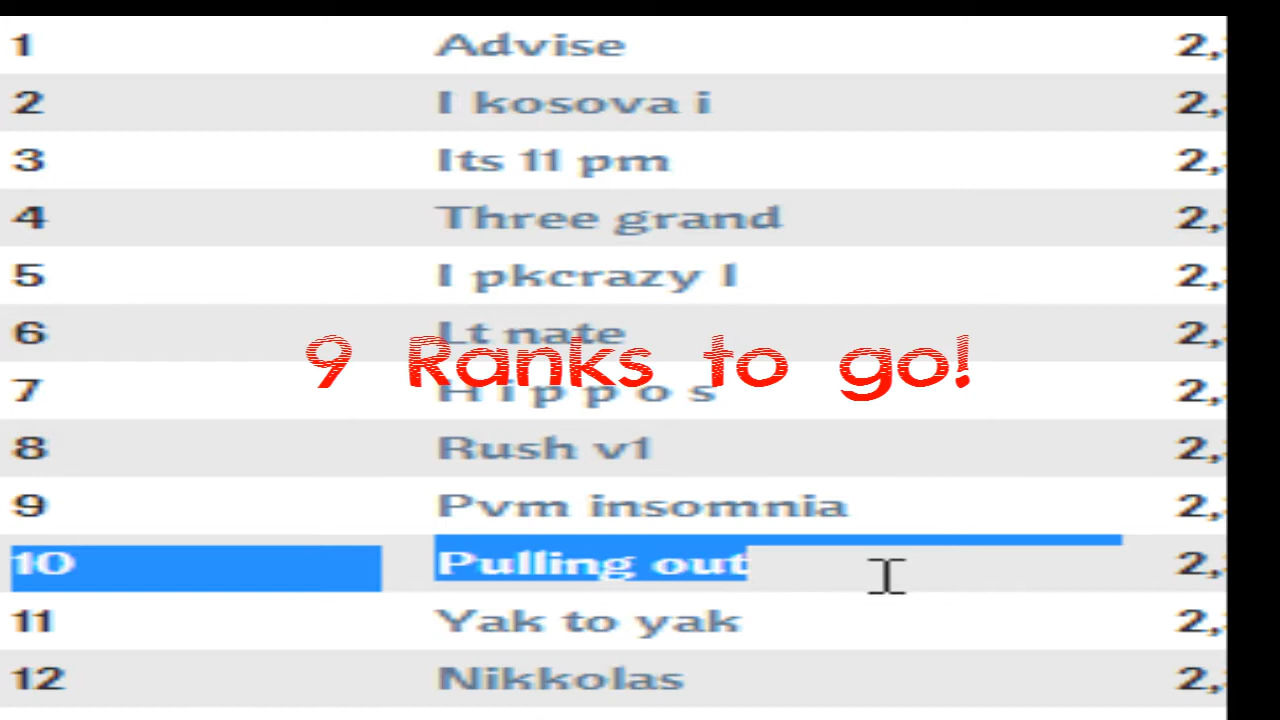 1 Advise 2,
2 I kosova i 2,
3 Its 11 pm 2,
4 Three grand 2,
5 I pkcrazy I 2,
6 Lt nate 2,
9 Ranks to go!
7 H i p p o s 2,
8 Rush v1 2,
9 Pvm insomnia 2,
10 Pulling out 2,
11 Yak to yak 2,
12 Nikkolas 2,